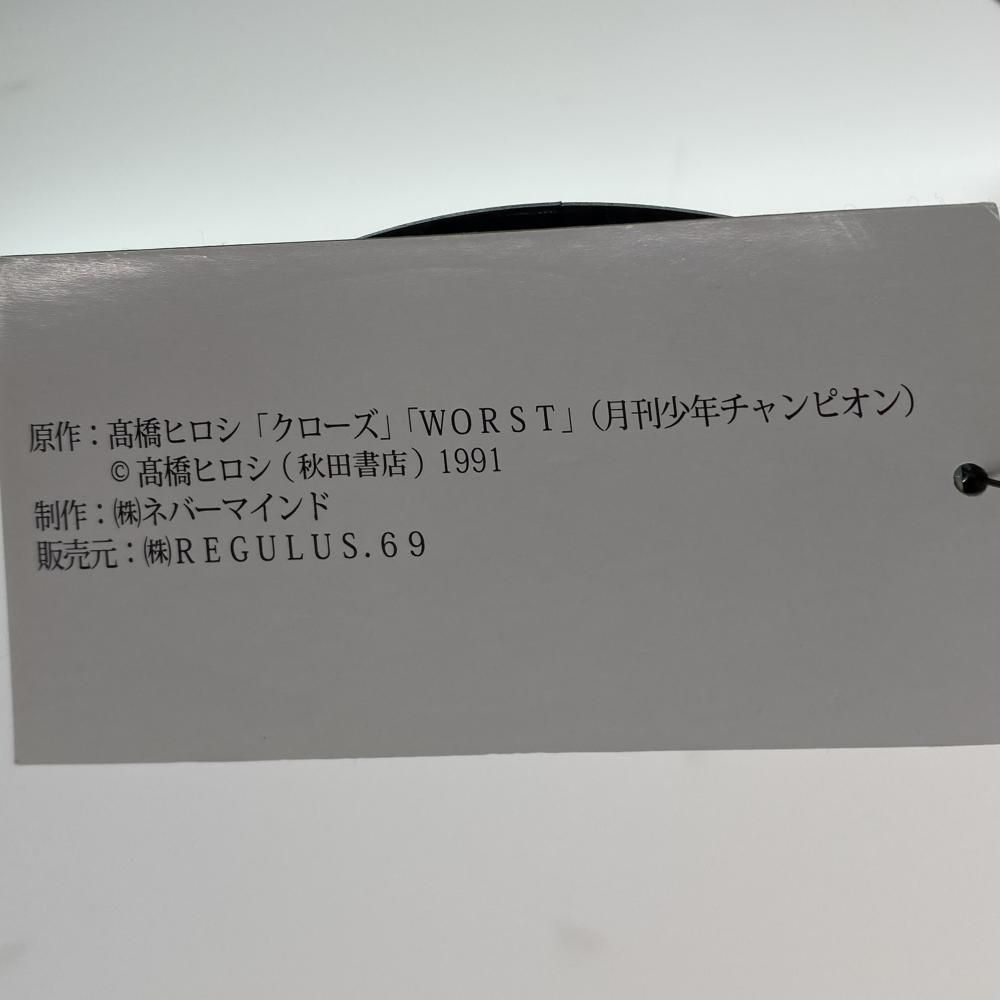 原作：髙橋ヒロシ「クローズ」「WORST」（月刊少年チャンピオン）
© 髙橋ヒロシ（秋田書店）1991
制作：㈱ネバーマインド
販売元：㈱REGULUS.69